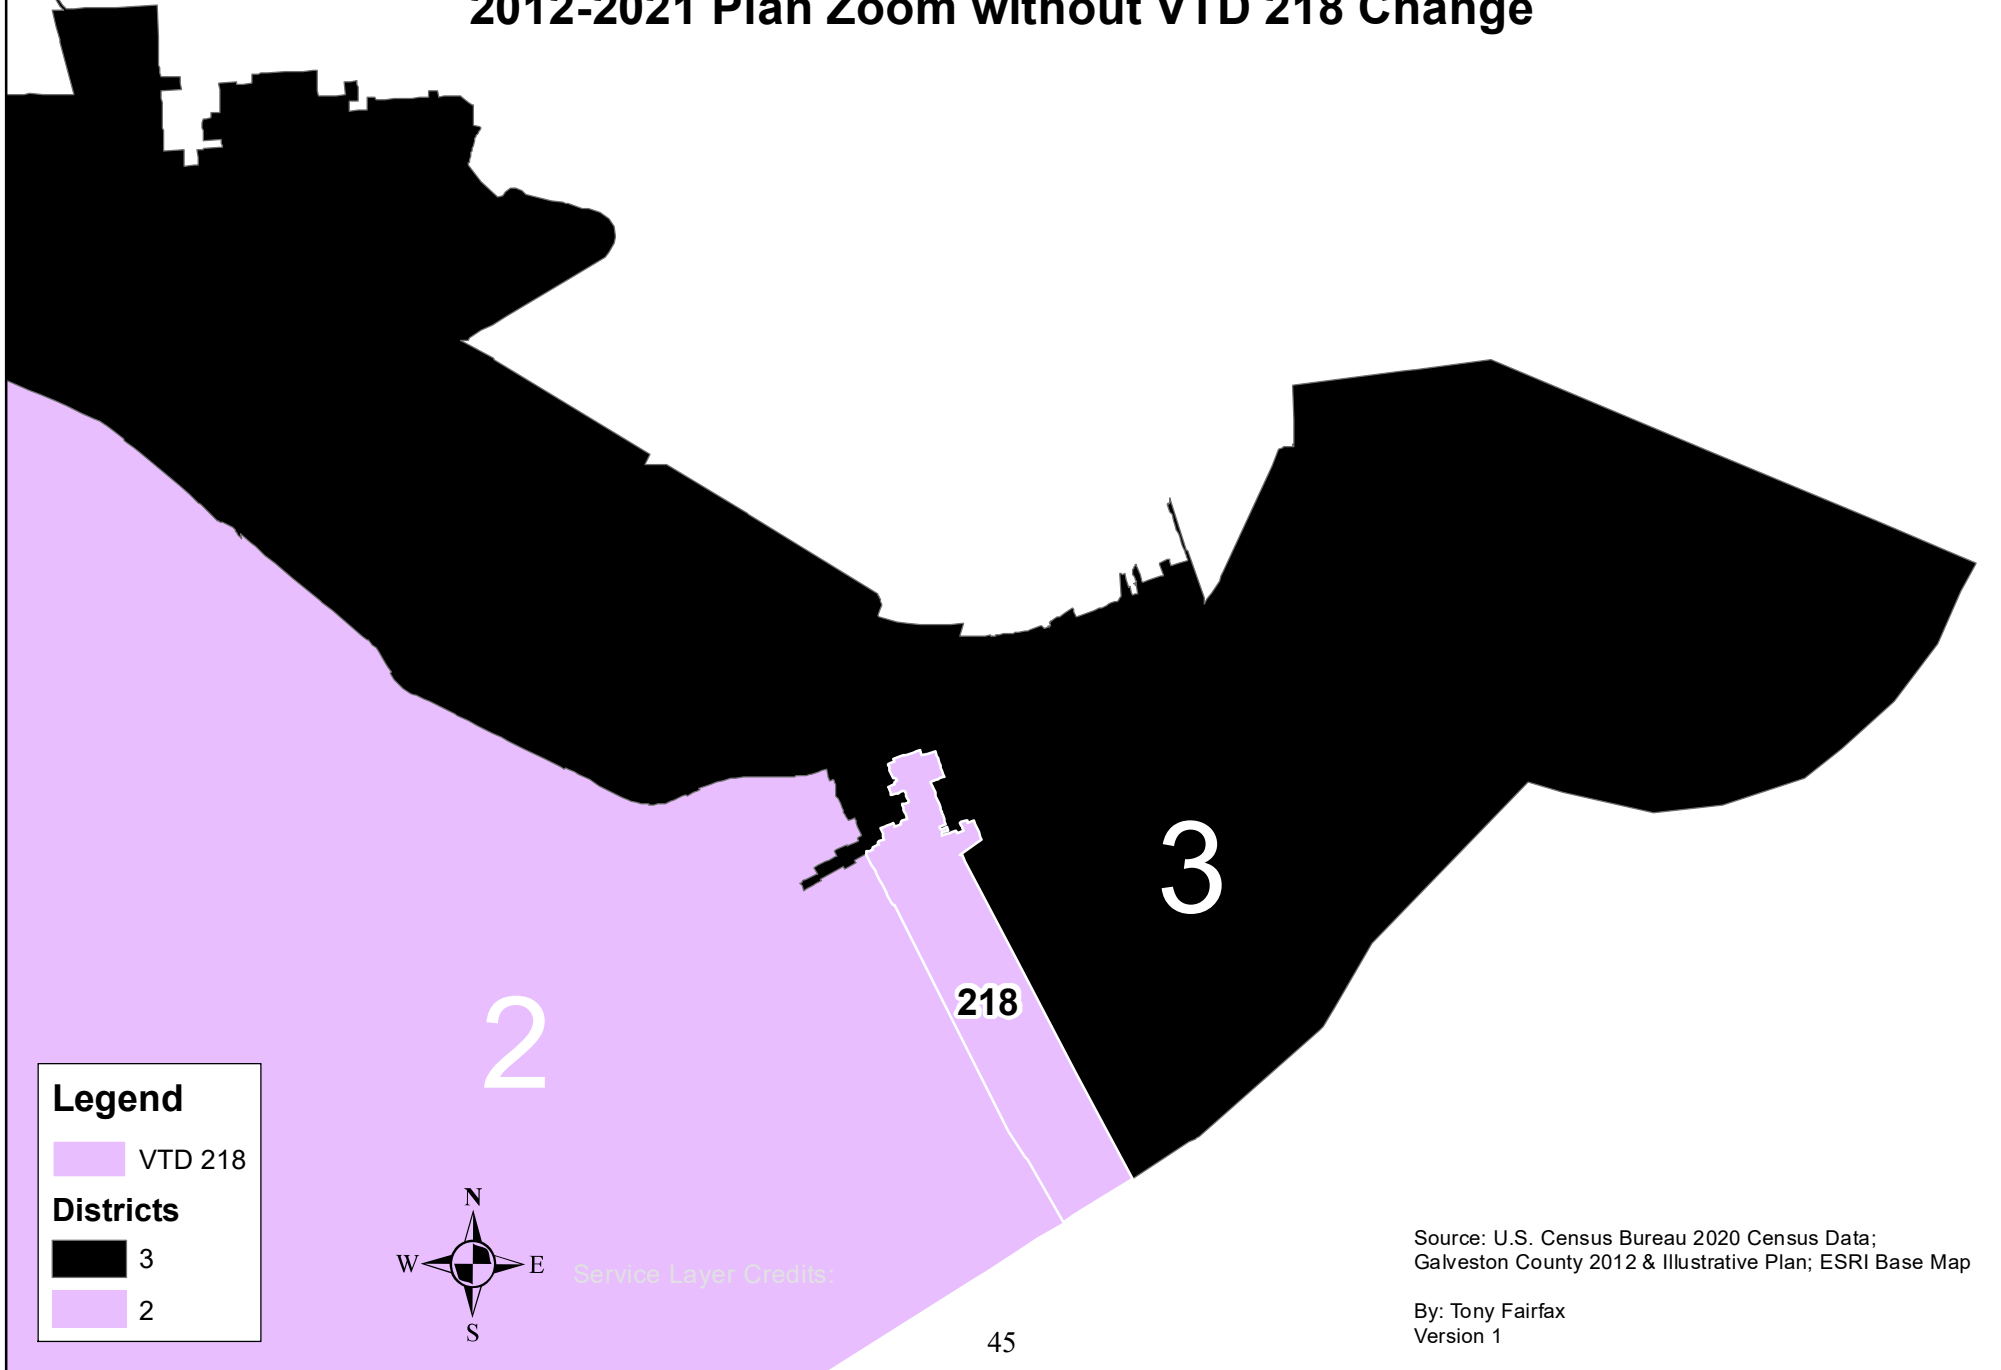 2012-2021 Plan Zoom without VTD 218 Change
3
218
2
Legend
VTD 218
Districts
3
2
N
W
E
S
Service Layer Credits:
Source: U.S. Census Bureau 2020 Census Data;
Galveston County 2012 & Illustrative Plan; ESRI Base Map
By: Tony Fairfax
Version 1
45